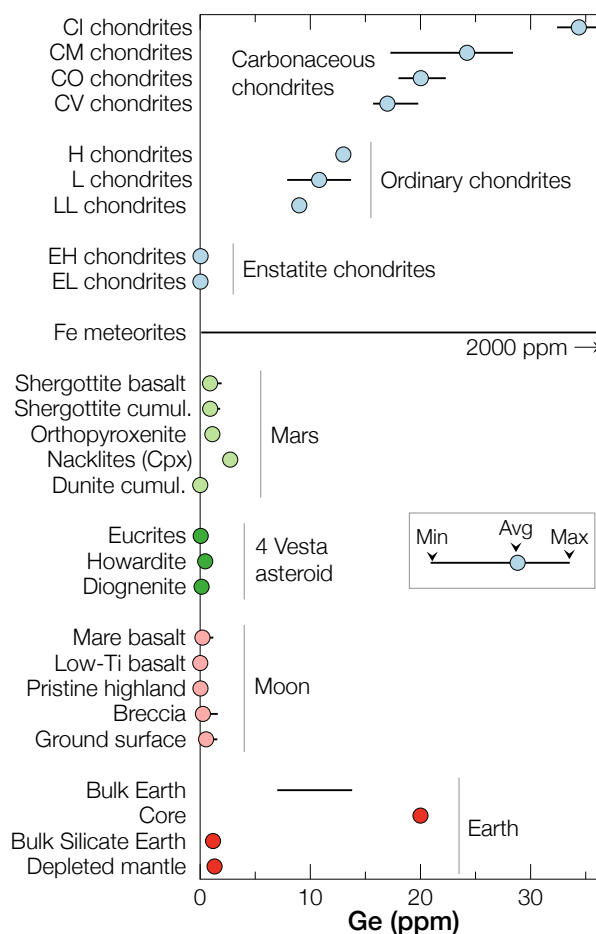 CI chondrites
CM chondrites
CO chondrites
CV chondrites
Carbonaceous
chondrites
H chondrites
L chondrites
LL chondrites
Ordinary chondrites
EH chondrites
EL chondrites
Enstatite chondrites
Fe meteorites
2000 ppm →
Shergottite basalt
Shergottite cumul.
Orthopyroxenite
Nacklites (Cpx)
Dunite cumul.
Mars
Eucrites
Howardite
Diognenite
4 Vesta
asteroid
Min Avg Max
Mare basalt
Low-Ti basalt
Pristine highland
Breccia
Ground surface
Moon
Bulk Earth
Core
Bulk Silicate Earth
Depleted mantle
Earth
0 10 20 30
Ge (ppm)